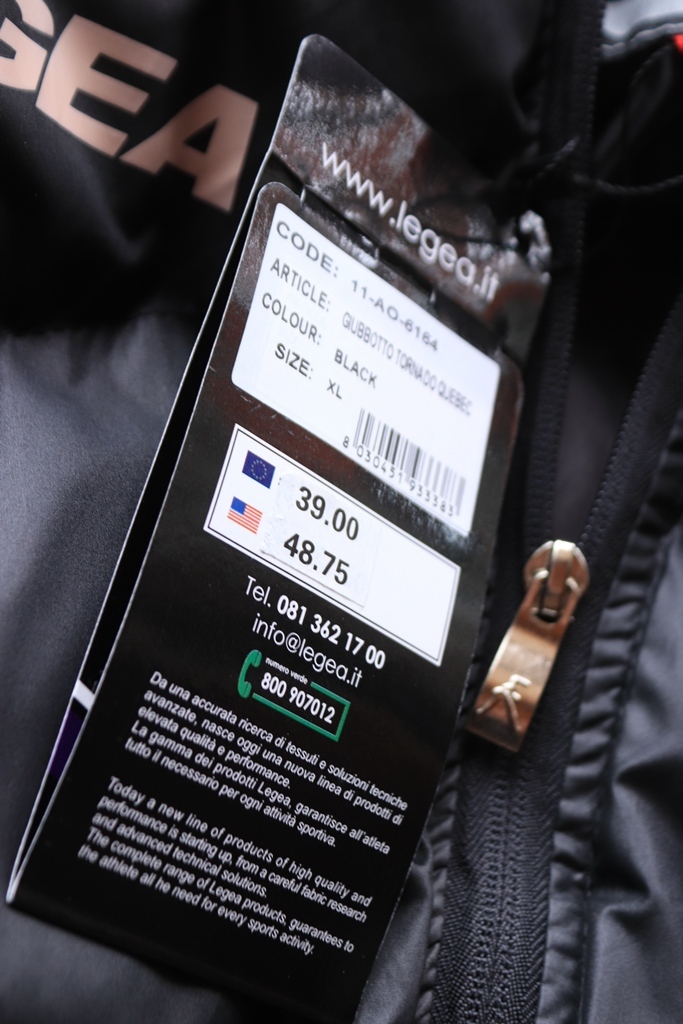 GEA
www.legea.it
CODE: 11-AO-6164
ARTICLE: GIUBBOTTO TORNADO QUEBEC
COLOUR: BLACK
SIZE: XL
8 030431 933383
39.00
48.75
Tel. 081 362 17 00
info@legea.it
numero verde
800 907012
Da una accurata ricerca di tessuti e soluzioni tecniche
avanzate, nasce oggi una nuova linea di prodotti di
elevata qualità e performance.
La gamma dei prodotti Legea, garantisce all'atleta
tutto il necessario per ogni attività sportiva.
Today a new line of products of high quality and
performance is starting up, from a careful fabric research
and advanced technical solutions.
The complete range of Legea products, guarantees to
the athlete all he need for every sports activity.